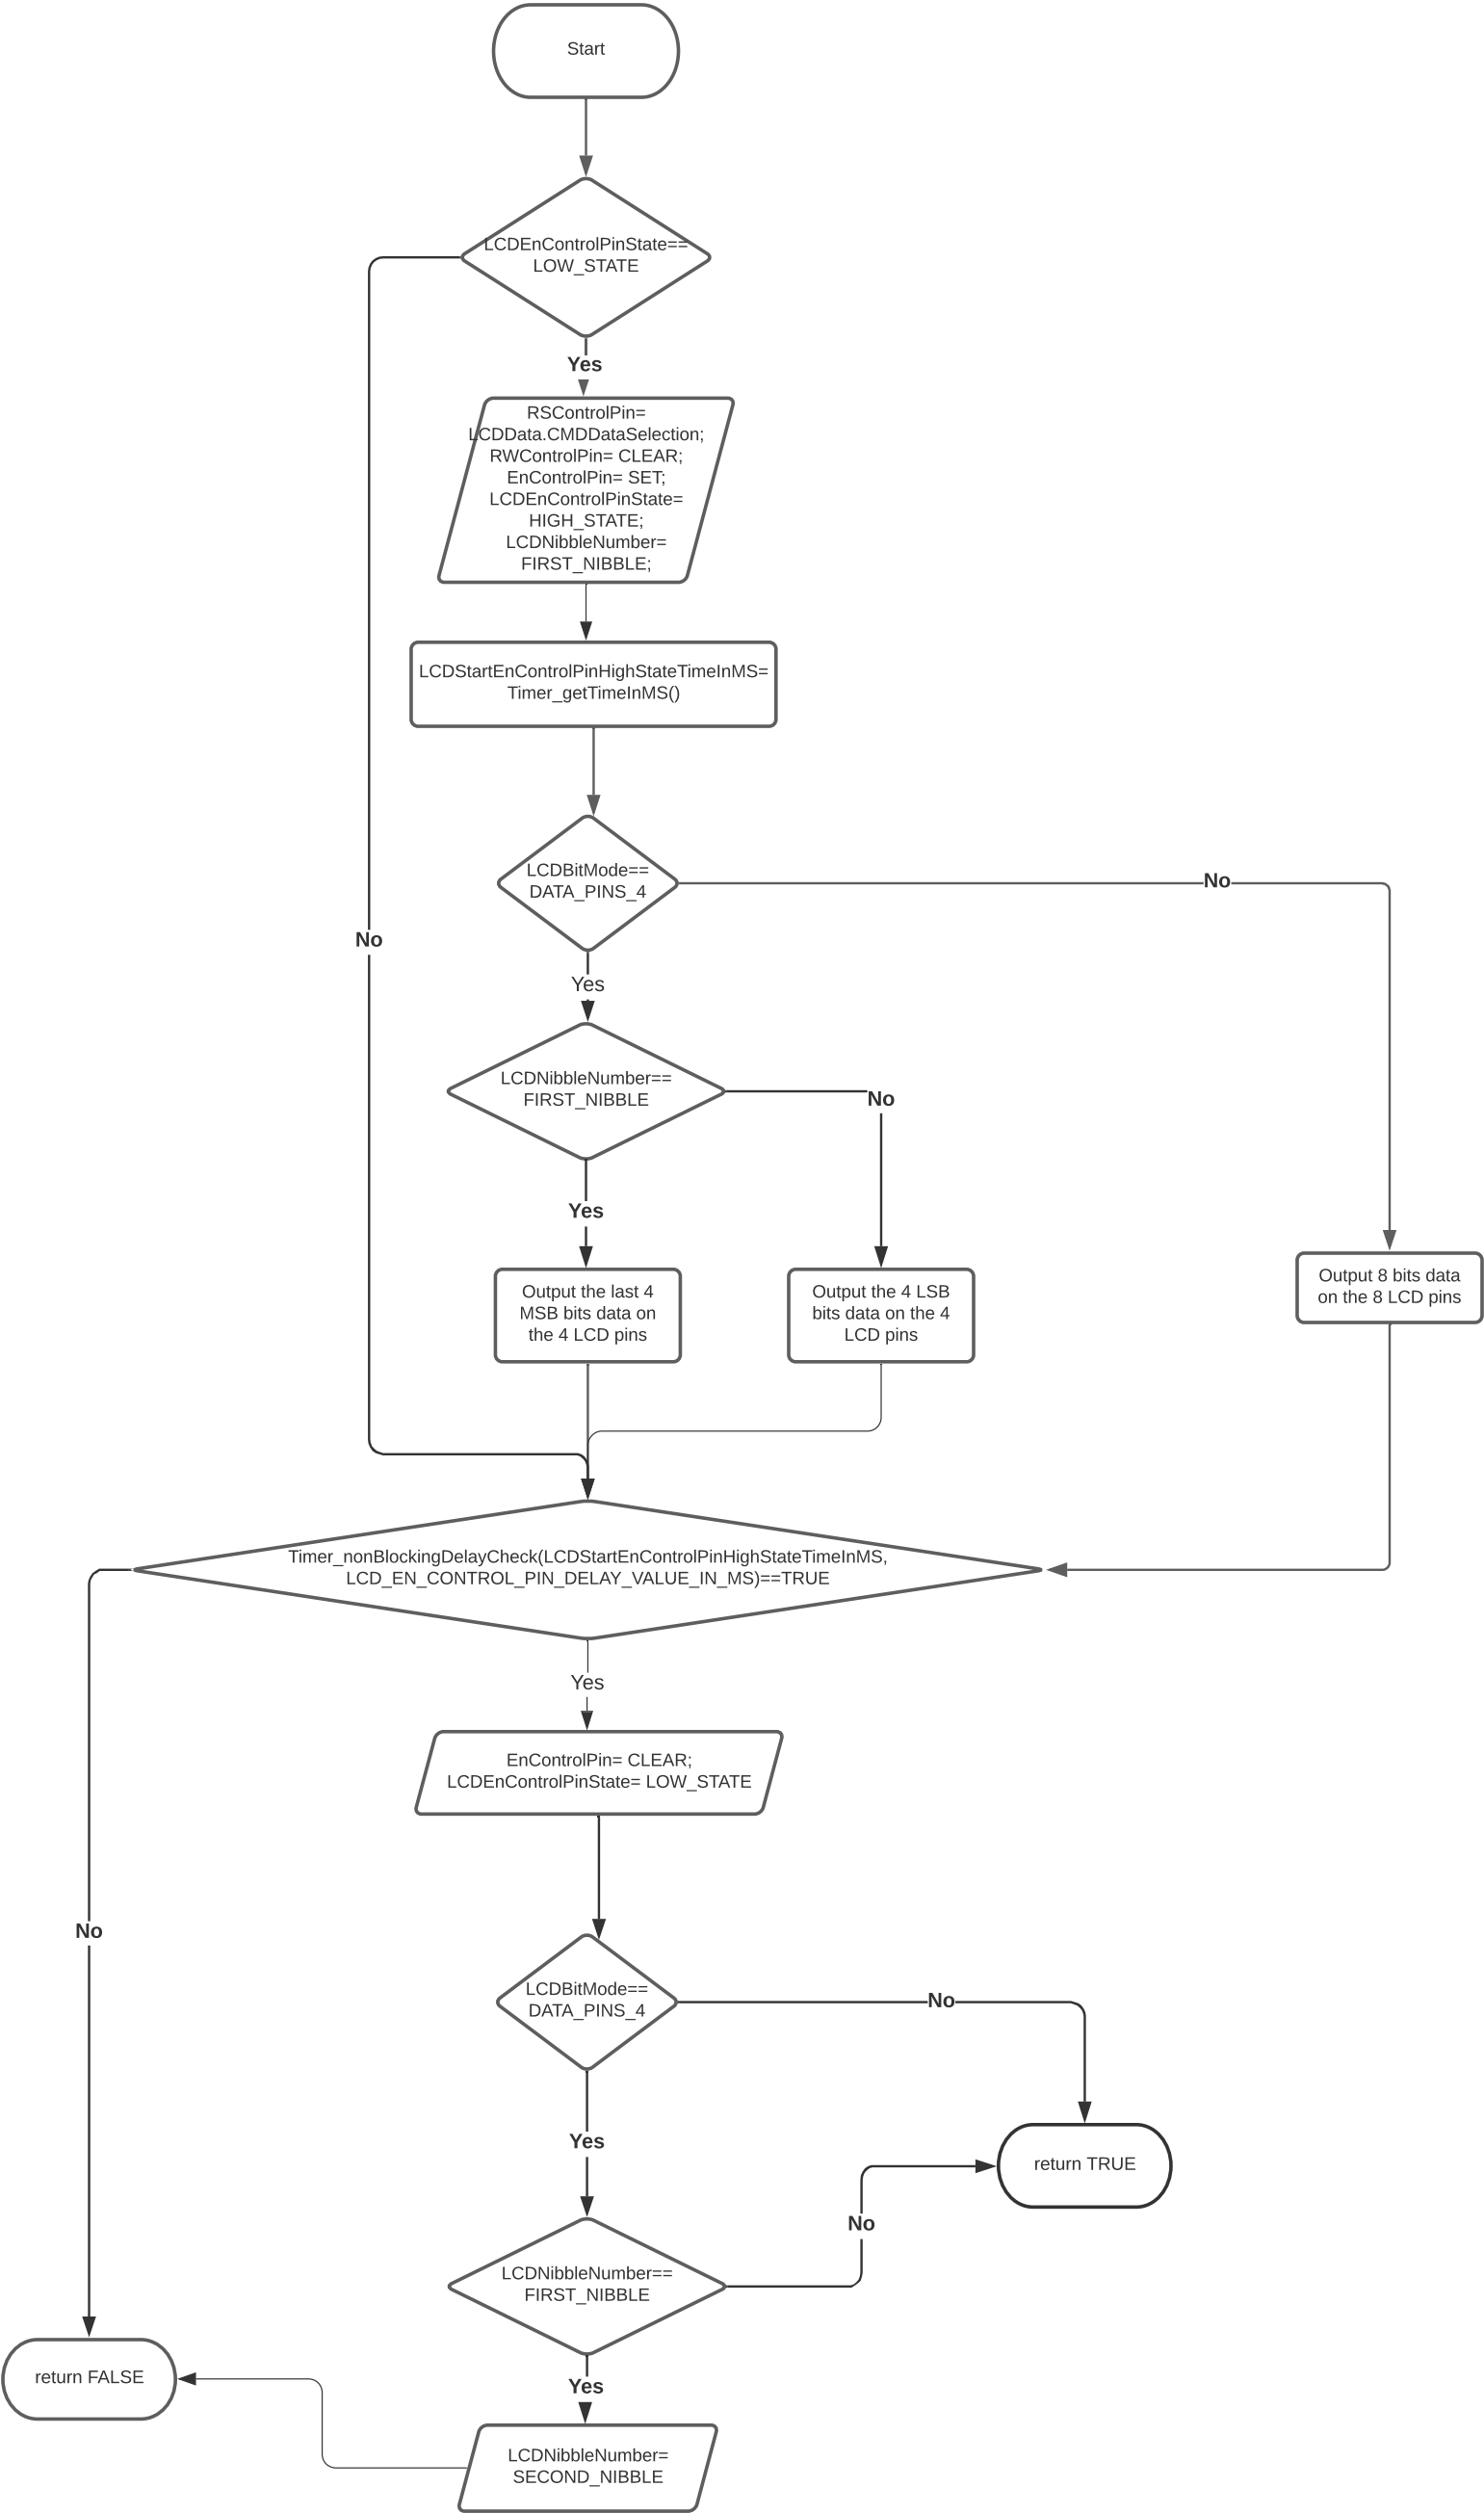 Start
LCDEnControlPinState==
LOW_STATE
Yes
RSControlPin=
LCDData.CMDDataSelection;
RWControlPin= CLEAR;
EnControlPin= SET;
LCDEnControlPinState=
HIGH_STATE;
LCDNibbleNumber=
FIRST_NIBBLE;
LCDStartEnControlPinHighStateTimeInMS=
Timer_getTimeInMS()
LCDBitMode==
DATA_PINS_4
No
No
Yes
LCDNibbleNumber==
FIRST_NIBBLE
No
Yes
Output the last 4
MSB bits data on
the 4 LCD pins
Output the 4 LSB
bits data on the 4
LCD pins
Output 8 bits data
on the 8 LCD pins
Timer_nonBlockingDelayCheck(LCDStartEnControlPinHighStateTimeInMS,
LCD_EN_CONTROL_PIN_DELAY_VALUE_IN_MS)==TRUE
Yes
EnControlPin= CLEAR;
LCDEnControlPinState= LOW_STATE
No
LCDBitMode==
DATA_PINS_4
No
Yes
return TRUE
No
LCDNibbleNumber==
FIRST_NIBBLE
return FALSE
Yes
LCDNibbleNumber=
SECOND_NIBBLE